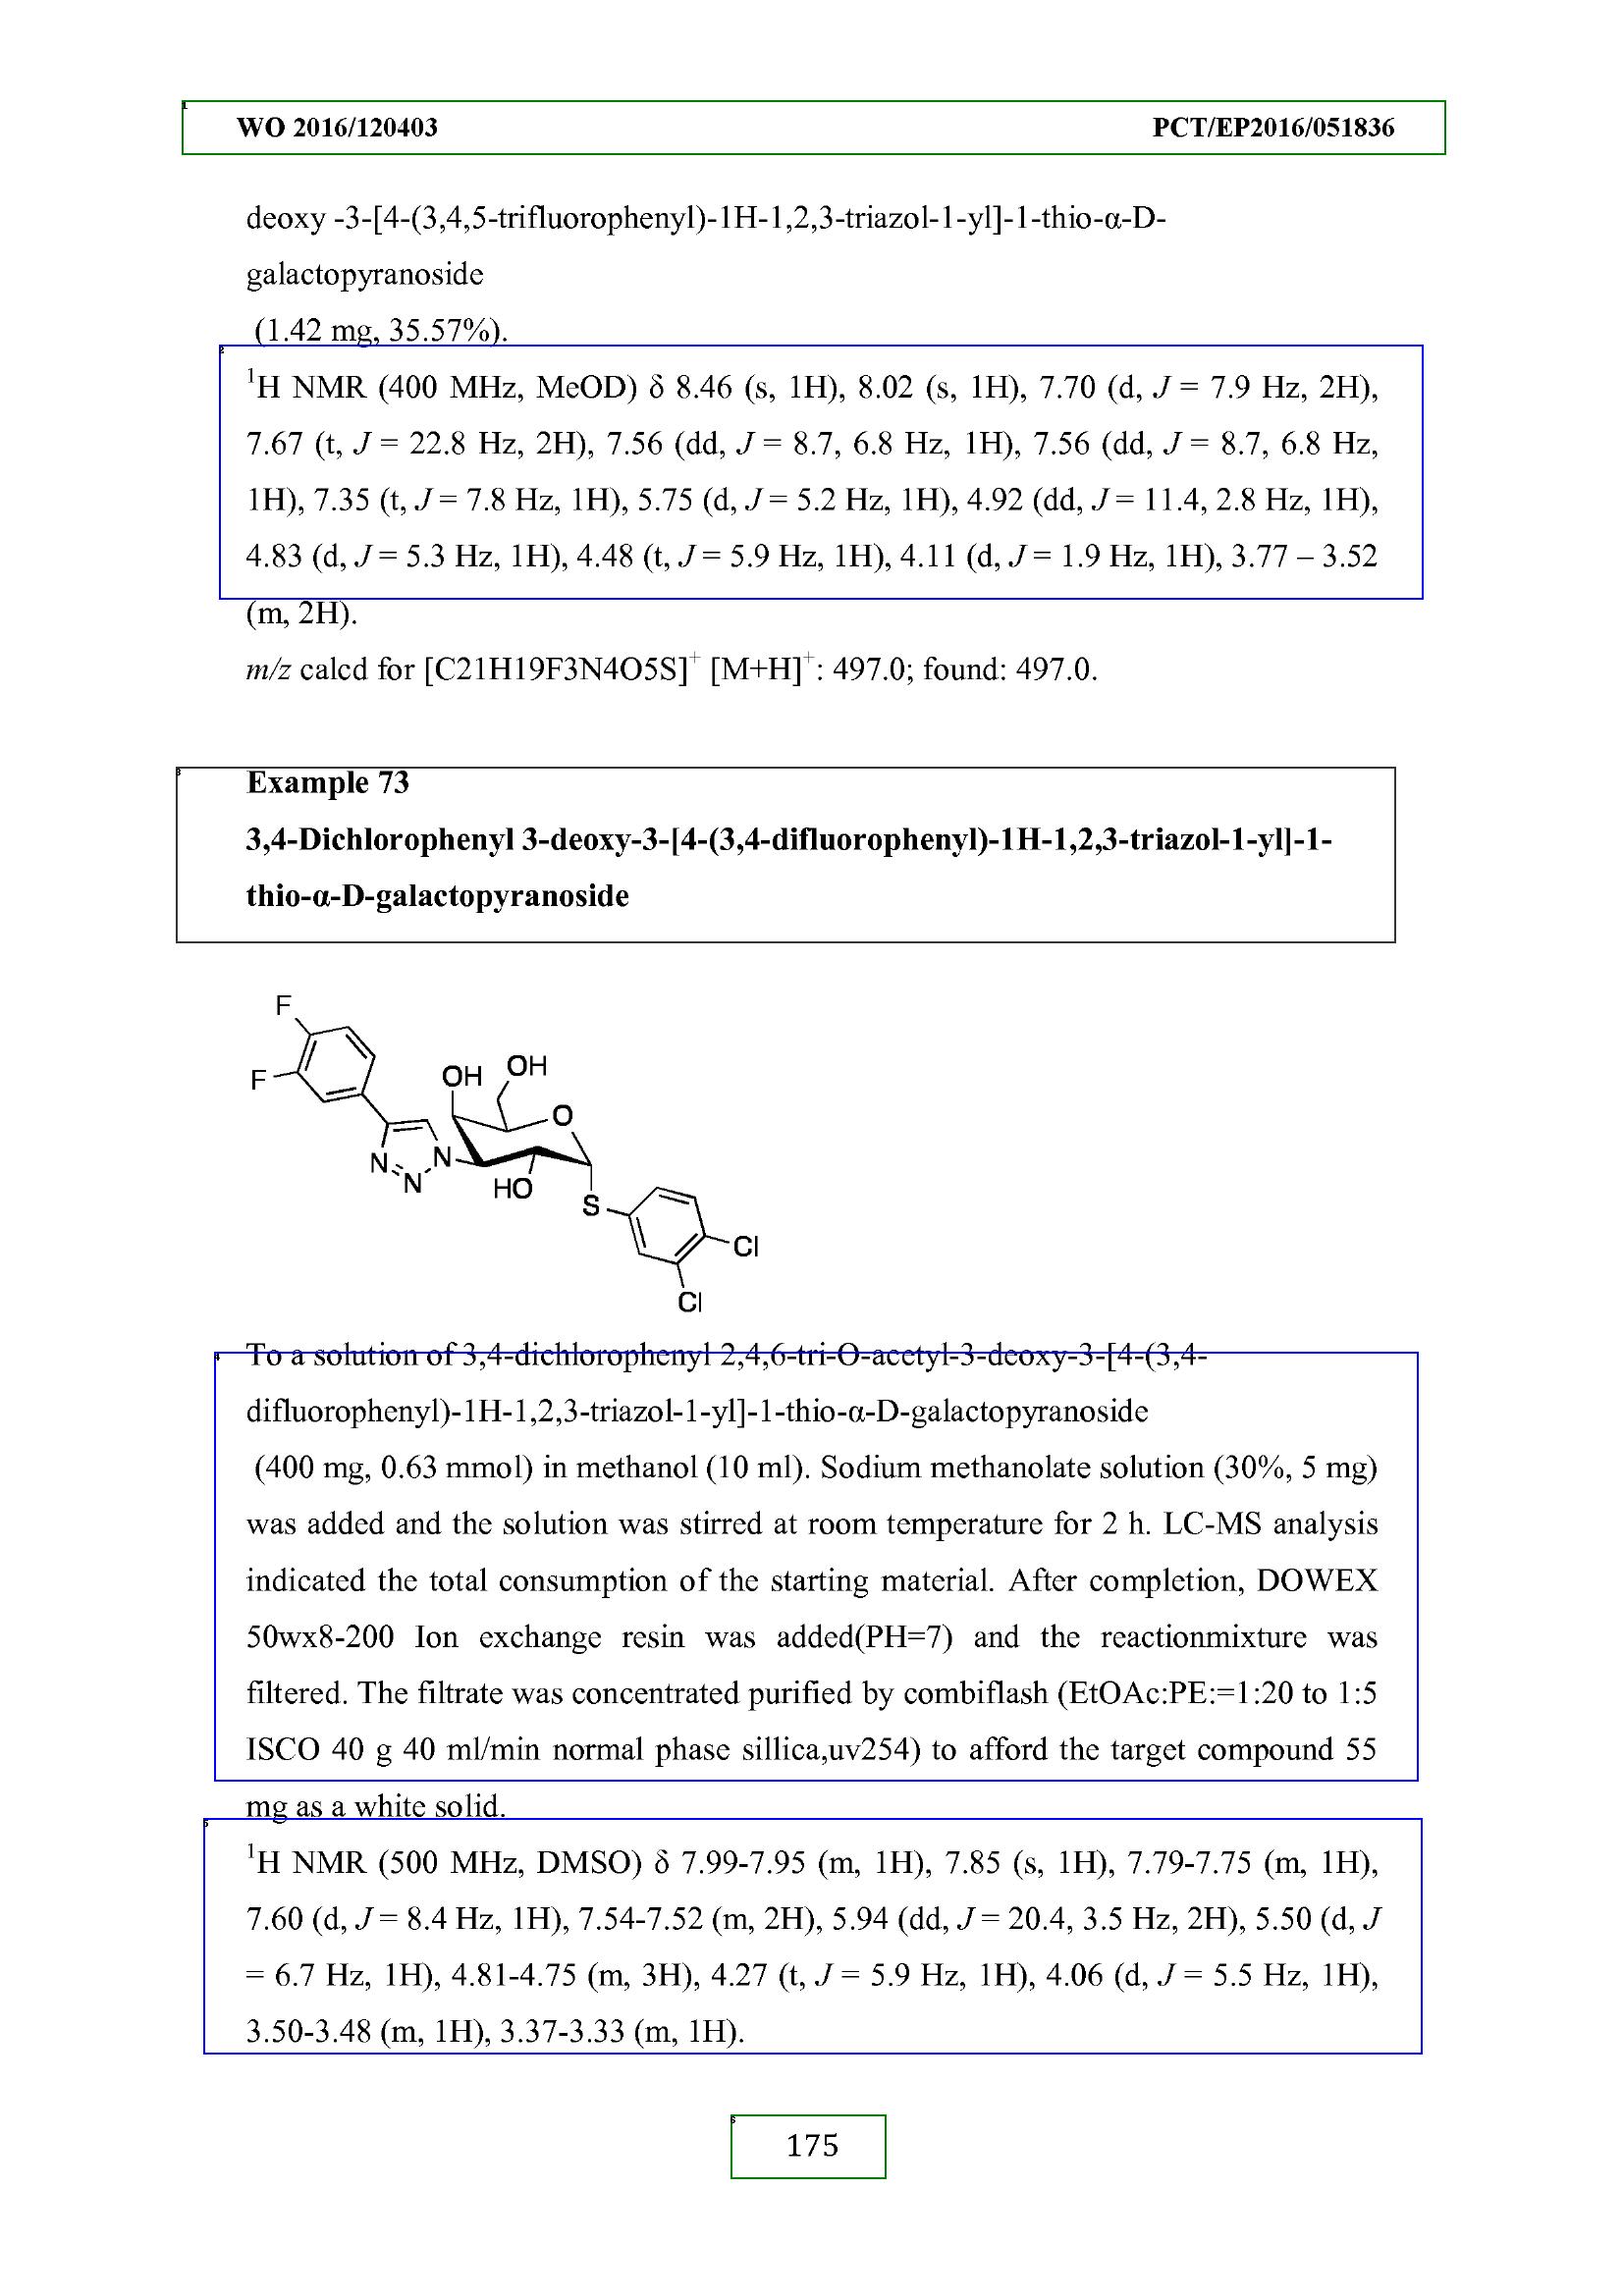 WO 2016/120403 PCT/EP2016/051836
deoxy -3-[4-(3,4,5-trifluorophenyl)-1H-1,2,3-triazol-1-yl]-1-thio-α-D-
galactopyranoside
(1.42 mg, 35.57%).
¹H NMR (400 MHz, MeOD) δ 8.46 (s, 1H), 8.02 (s, 1H), 7.70 (d, J = 7.9 Hz, 2H),
7.67 (t, J = 22.8 Hz, 2H), 7.56 (dd, J = 8.7, 6.8 Hz, 1H), 7.56 (dd, J = 8.7, 6.8 Hz,
1H), 7.35 (t, J = 7.8 Hz, 1H), 5.75 (d, J = 5.2 Hz, 1H), 4.92 (dd, J = 11.4, 2.8 Hz, 1H),
4.83 (d, J = 5.3 Hz, 1H), 4.48 (t, J = 5.9 Hz, 1H), 4.11 (d, J = 1.9 Hz, 1H), 3.77 – 3.52
(m, 2H).
m/z calcd for [C21H19F3N4O5S]⁺ [M+H]⁺: 497.0; found: 497.0.
Example 73
3,4-Dichlorophenyl 3-deoxy-3-[4-(3,4-difluorophenyl)-1H-1,2,3-triazol-1-yl]-1-
thio-α-D-galactopyranoside
F
F
OH
OH
O
N
N
N
HO
S
Cl
Cl
To a solution of 3,4-dichlorophenyl 2,4,6-tri-O-acetyl-3-deoxy-3-[4-(3,4-
difluorophenyl)-1H-1,2,3-triazol-1-yl]-1-thio-α-D-galactopyranoside
(400 mg, 0.63 mmol) in methanol (10 ml). Sodium methanolate solution (30%, 5 mg)
was added and the solution was stirred at room temperature for 2 h. LC-MS analysis
indicated the total consumption of the starting material. After completion, DOWEX
50wx8-200 Ion exchange resin was added(PH=7) and the reactionmixture was
filtered. The filtrate was concentrated purified by combiflash (EtOAc:PE:=1:20 to 1:5
ISCO 40 g 40 ml/min normal phase sillica,uv254) to afford the target compound 55
mg as a white solid.
¹H NMR (500 MHz, DMSO) δ 7.99-7.95 (m, 1H), 7.85 (s, 1H), 7.79-7.75 (m, 1H),
7.60 (d, J = 8.4 Hz, 1H), 7.54-7.52 (m, 2H), 5.94 (dd, J = 20.4, 3.5 Hz, 2H), 5.50 (d, J
= 6.7 Hz, 1H), 4.81-4.75 (m, 3H), 4.27 (t, J = 5.9 Hz, 1H), 4.06 (d, J = 5.5 Hz, 1H),
3.50-3.48 (m, 1H), 3.37-3.33 (m, 1H).
175